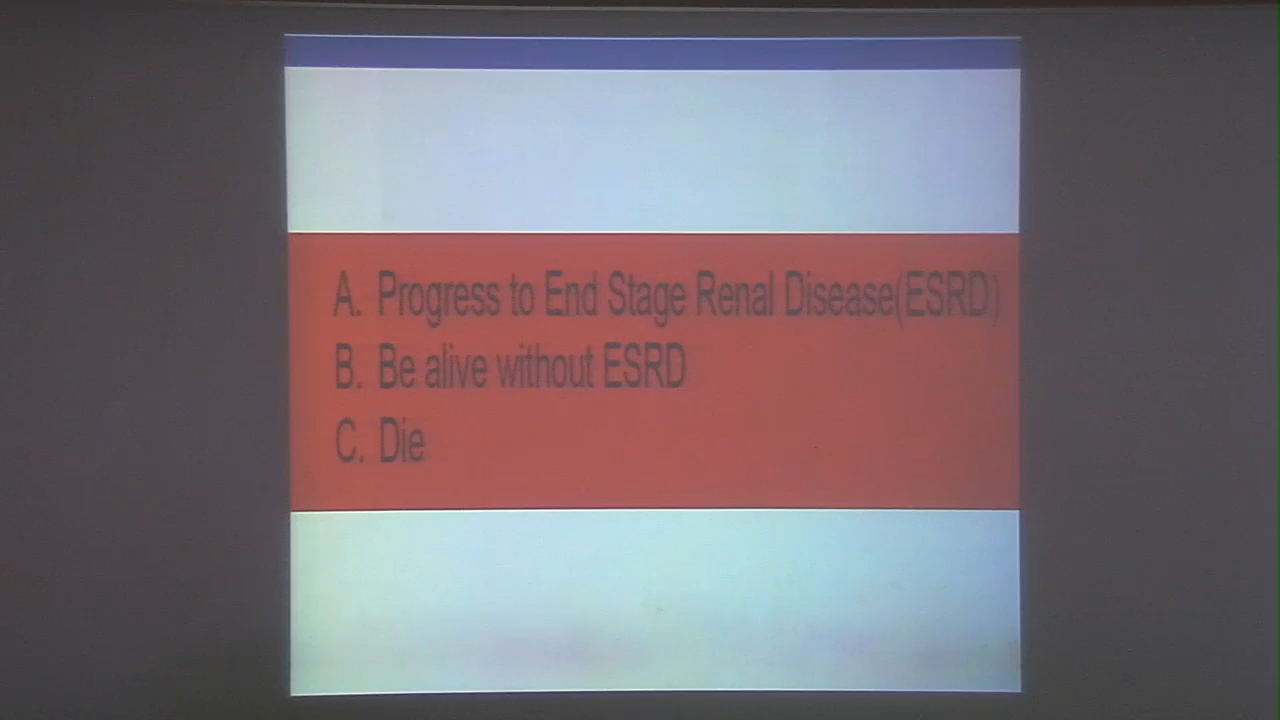 A. Progress to End Stage Renal Disease(ESRD)
B. Be alive without ESRD
C. Die